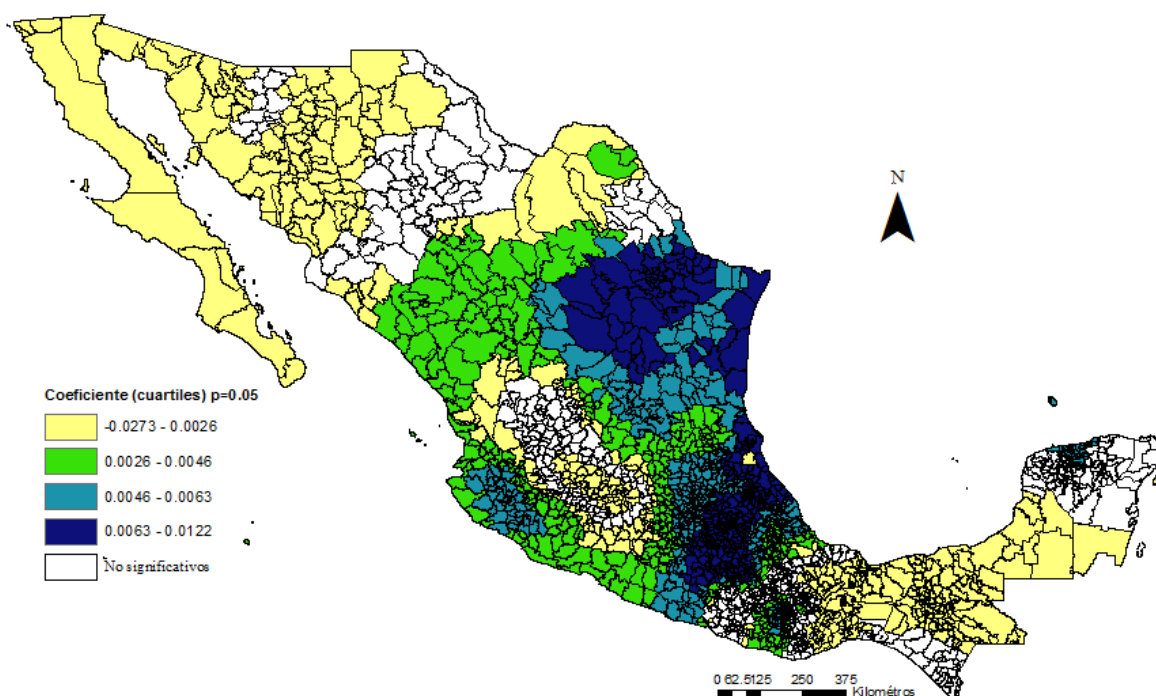 N
Coeficiente (cuartiles) p=0.05
-0.0273 - 0.0026
0.0026 - 0.0046
0.0046 - 0.0063
0.0063 - 0.0122
No significativos
0 62.5125 250 375
Kilométros